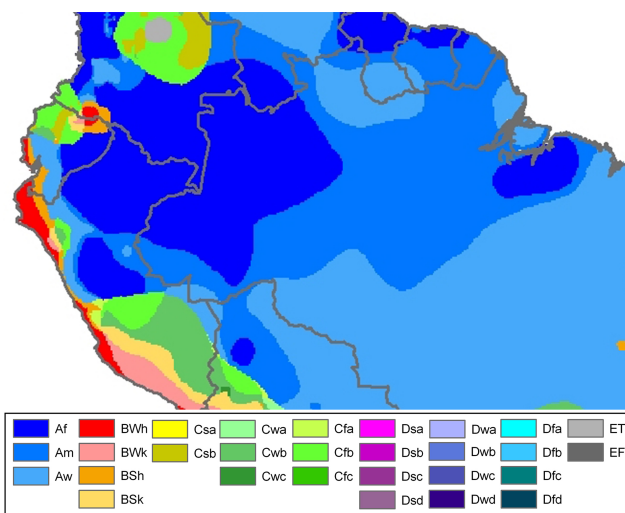 Af BWh Csa Cwa Cfa Dsa Dwa Dfa ET
Am BWk Csb Cwb Cfb Dsb Dwb Dfb EF
Aw BSh Cwc Cfc Dsc Dwc Dfc
BSk Dsd Dwd Dfd